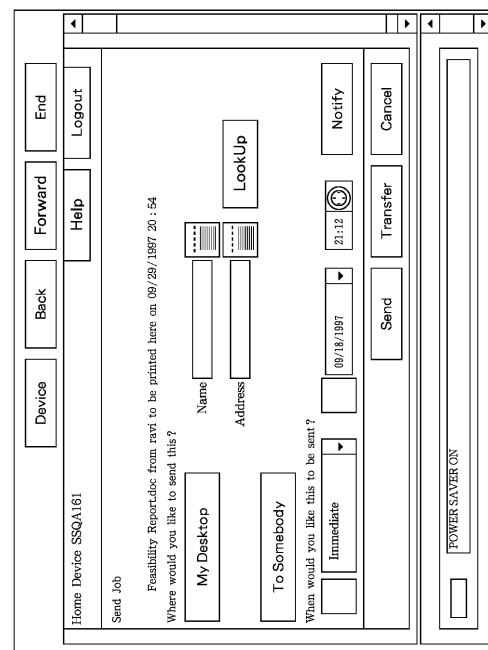 Device Back Forward End
Home Device SSQA161 Help Logout
Send Job
Feasibility Report.doc from ravi to be printed here on 09/29/1997 20 : 54
Where would you like to send this ?
My Desktop Name
To Somebody Address LookUp
When would you like this to be sent ?
Immediate 09/18/1997 21:12 Notify
Send Transfer Cancel
POWER SAVER ON